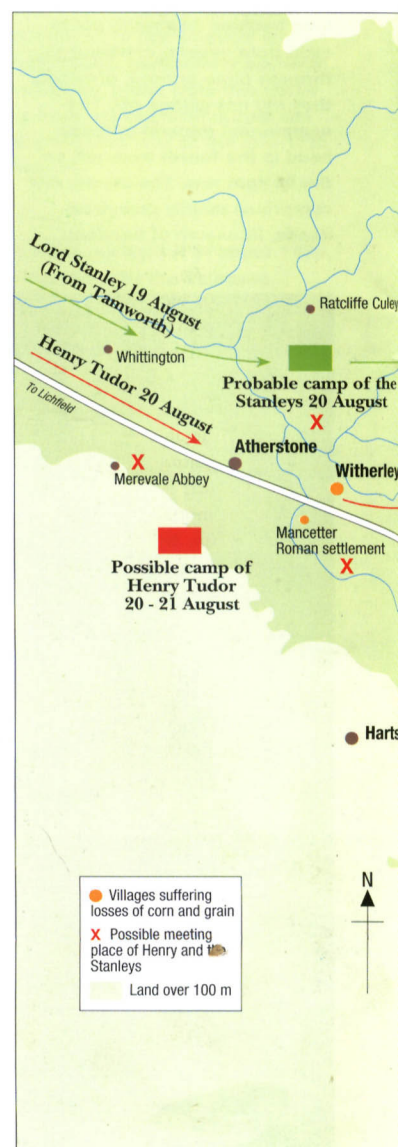 Lord Stanley 19 August
(From Tamworth)
Ratcliffe Culey
Whittington
Henry Tudor 20 August
To Lichfield
Probable camp of the
Stanleys 20 August
X
Atherstone
X
Merevale Abbey
Witherley
Mancetter
Roman settlement
X
Possible camp of
Henry Tudor
20 - 21 August
Harts
N
Villages suffering
losses of corn and grain
X Possible meeting
place of Henry and the
Stanleys
Land over 100 m